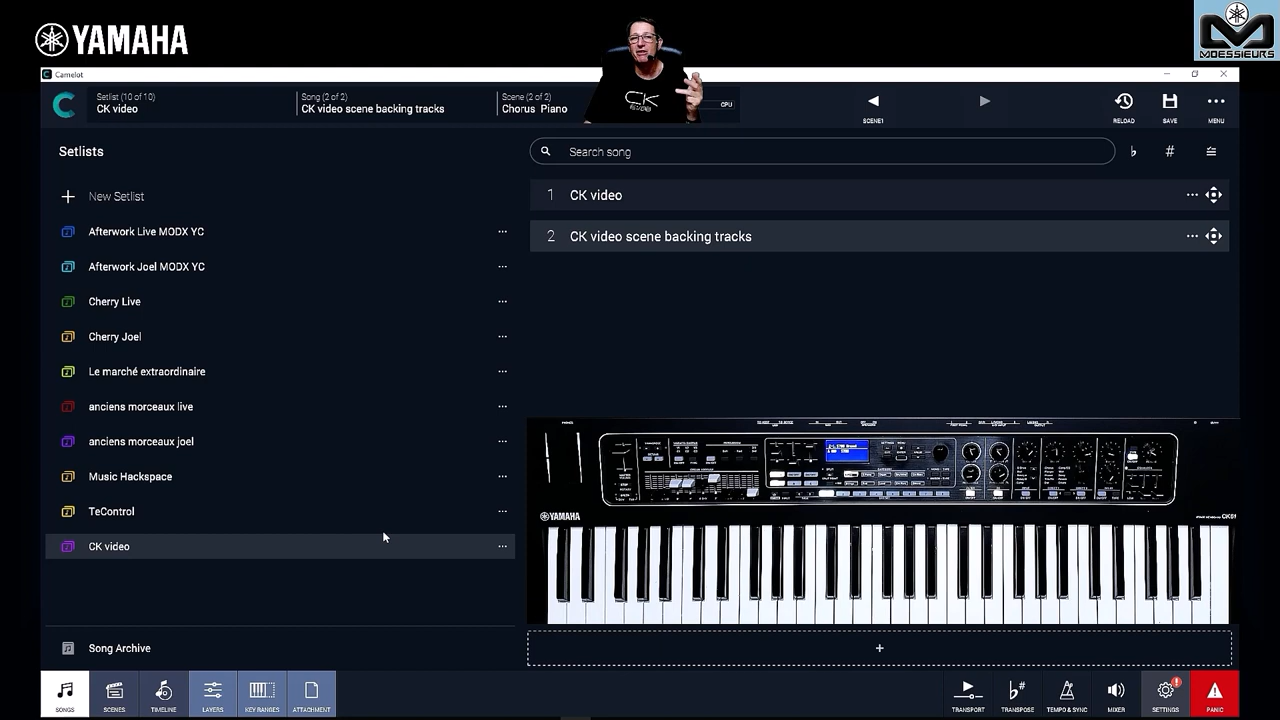 YAMAHA
MOESSIEURS
Camelot
Setlist (10 of 10)
CK video
Song (2 of 2)
CK video scene backing tracks
Scene (2 of 2)
Chorus Piano
CK
CPU
SCENE1
RELOAD
SAVE
MENU
Setlists
Search song
New Setlist
1 CK video
Afterwork Live MODX YC
2 CK video scene backing tracks
Afterwork Joel MODX YC
Cherry Live
Cherry Joel
Le marché extraordinaire
anciens morceaux live
anciens morceaux joel
Music Hackspace
TeControl
CK video
YAMAHA
Song Archive
SONGS
SCENES
TIMELINE
LAYERS
KEY RANGES
ATTACHMENT
TRANSPORT
TRANSPOSE
TEMPO & SYNC
MIXER
SETTINGS
PANIC